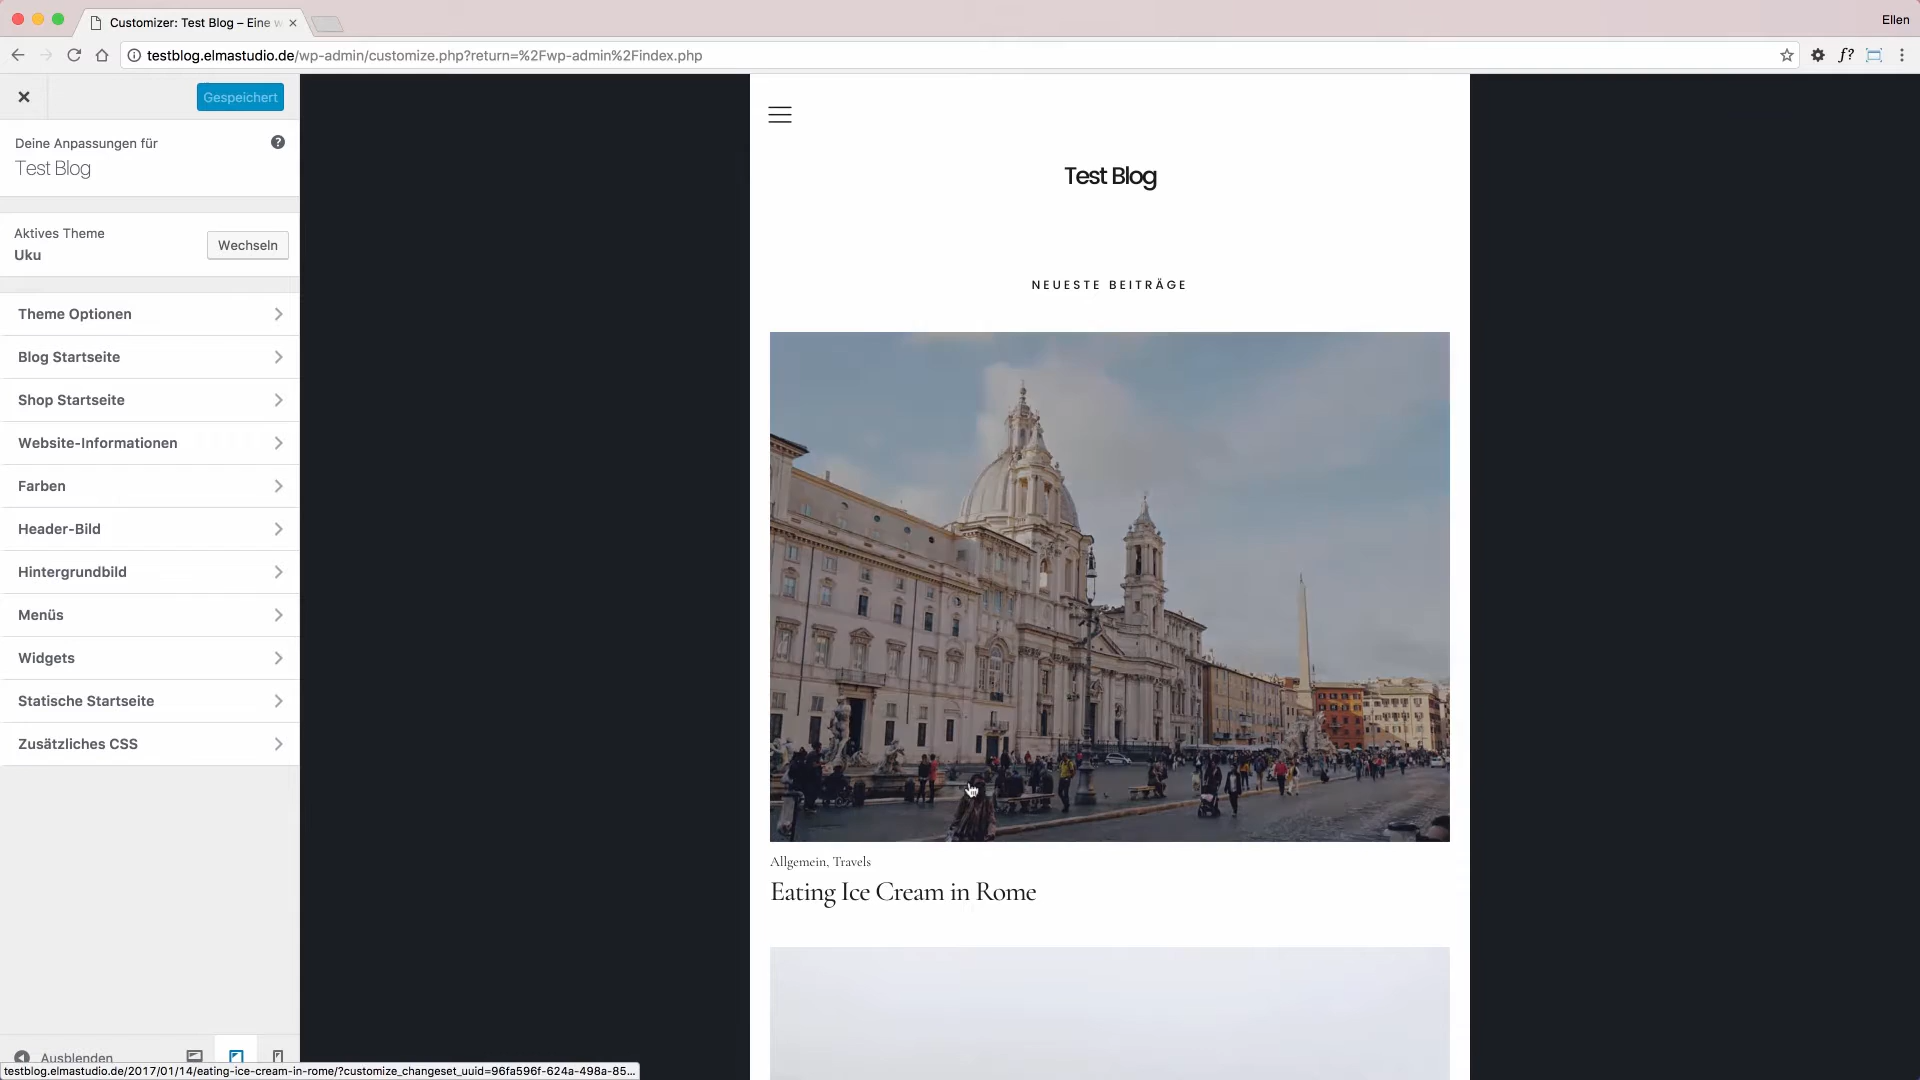 Customizer: Test Blog – Eine w
Ellen
testblog.elmastudio.de/wp-admin/customize.php?return=%2Fwp-admin%2Findex.php
f?
Gespeichert
Deine Anpassungen für
Test Blog
Aktives Theme
Uku
Wechseln
Theme Optionen
Blog Startseite
Shop Startseite
Website-Informationen
Farben
Header-Bild
Hintergrundbild
Menüs
Widgets
Statische Startseite
Zusätzliches CSS
Ausblenden
testblog.elmastudio.de/2017/01/14/eating-ice-cream-in-rome/?customize_changeset_uuid=96fa596f-624a-498a-85...
Test Blog
NEUESTE BEITRÄGE
Allgemein, Travels
Eating Ice Cream in Rome